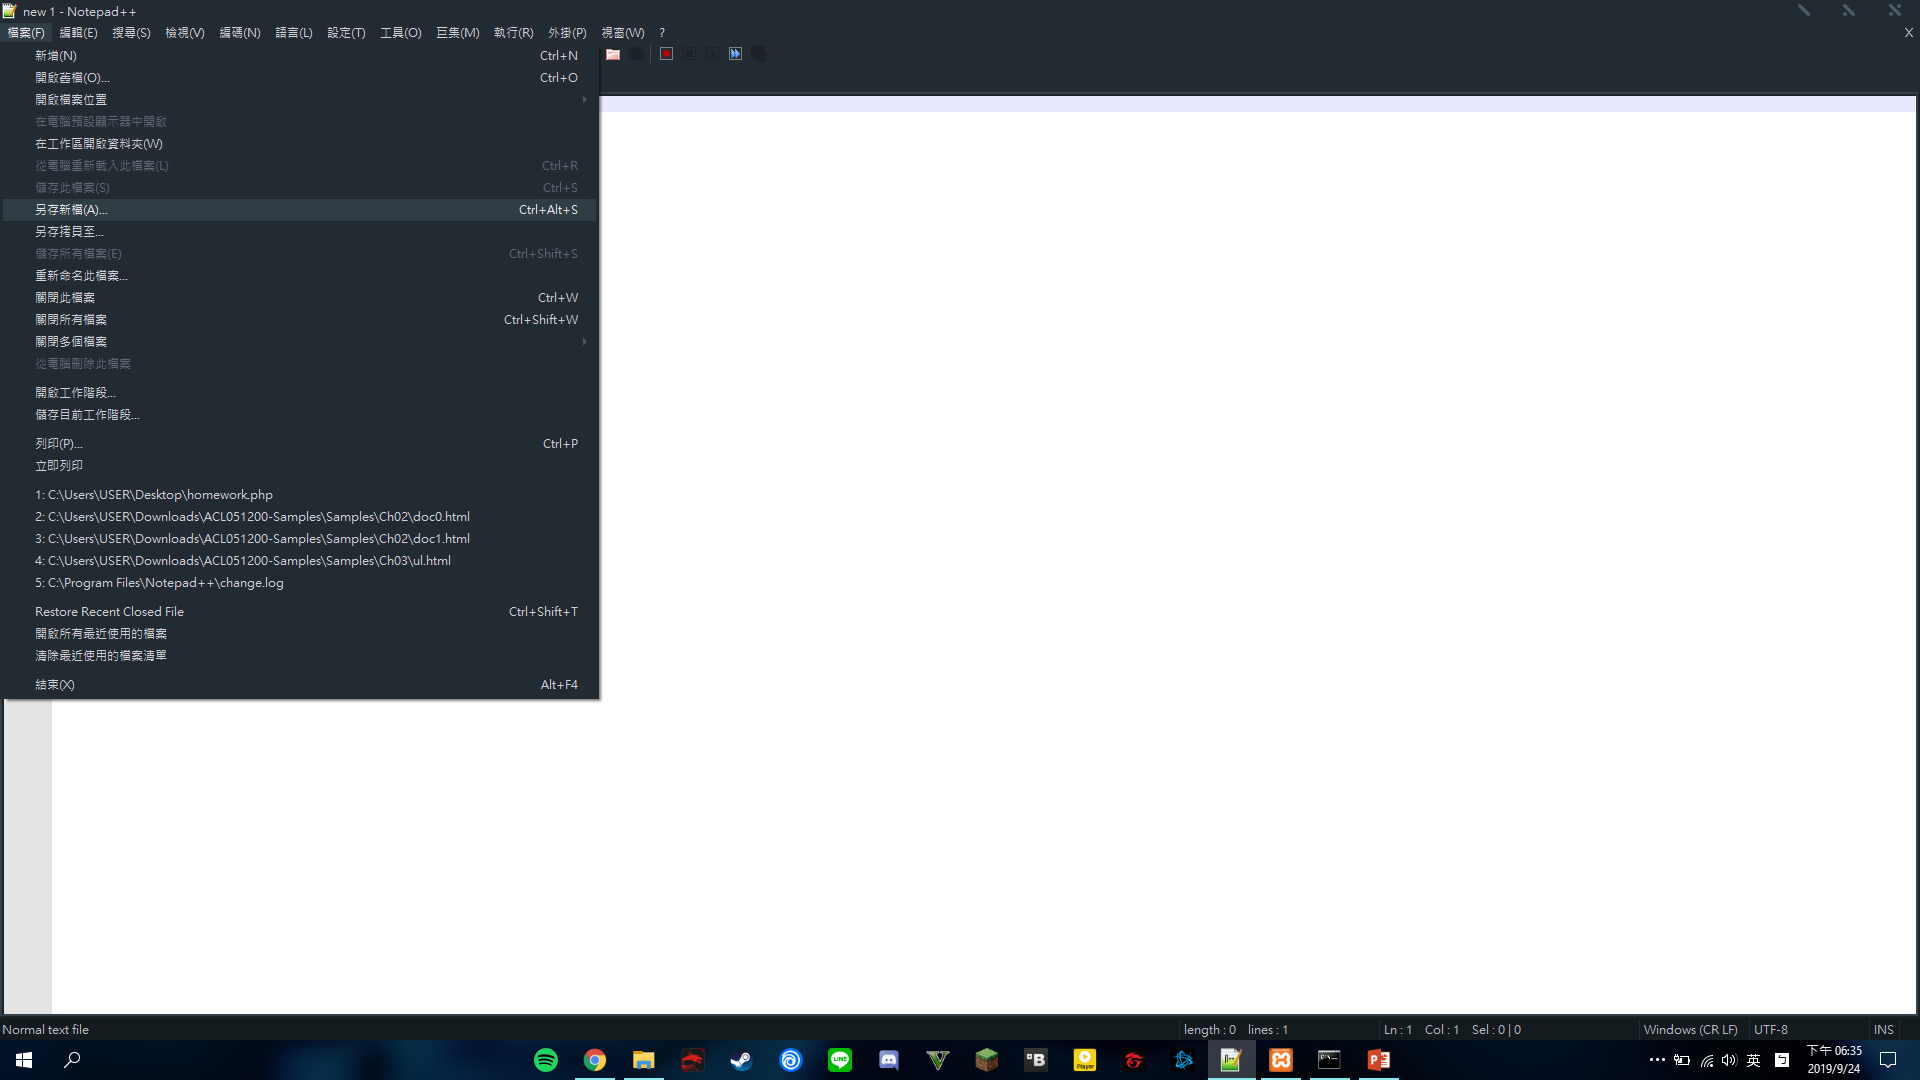 new 1 - Notepad++
檔案(F) 編輯(E) 搜尋(S) 檢視(V) 編碼(N) 語言(L) 設定(T) 工具(O) 巨集(M) 執行(R) 外掛(P) 視窗(W) ? X
新增(N) Ctrl+N
開啟舊檔(O)... Ctrl+O
開啟檔案位置
在電腦預設顯示器中開啟
在工作區開啟資料夾(W)
從電腦重新載入此檔案(L) Ctrl+R
儲存此檔案(S) Ctrl+S
另存新檔(A)... Ctrl+Alt+S
另存拷貝至...
儲存所有檔案(E) Ctrl+Shift+S
重新命名此檔案...
關閉此檔案 Ctrl+W
關閉所有檔案 Ctrl+Shift+W
關閉多個檔案
從電腦刪除此檔案
開啟工作階段...
儲存目前工作階段...
列印(P)... Ctrl+P
立即列印
1: C:\Users\USER\Desktop\homework.php
2: C:\Users\USER\Downloads\ACL051200-Samples\Samples\Ch02\doc0.html
3: C:\Users\USER\Downloads\ACL051200-Samples\Samples\Ch02\doc1.html
4: C:\Users\USER\Downloads\ACL051200-Samples\Samples\Ch03\ul.html
5: C:\Program Files\Notepad++\change.log
Restore Recent Closed File Ctrl+Shift+T
開啟所有最近使用的檔案
清除最近使用的檔案清單
結束(X) Alt+F4
Normal text file length : 0 lines : 1 Ln : 1 Col : 1 Sel : 0 | 0 Windows (CR LF) UTF-8 INS
LINE
B
Player
英
下午 06:35
2019/9/24